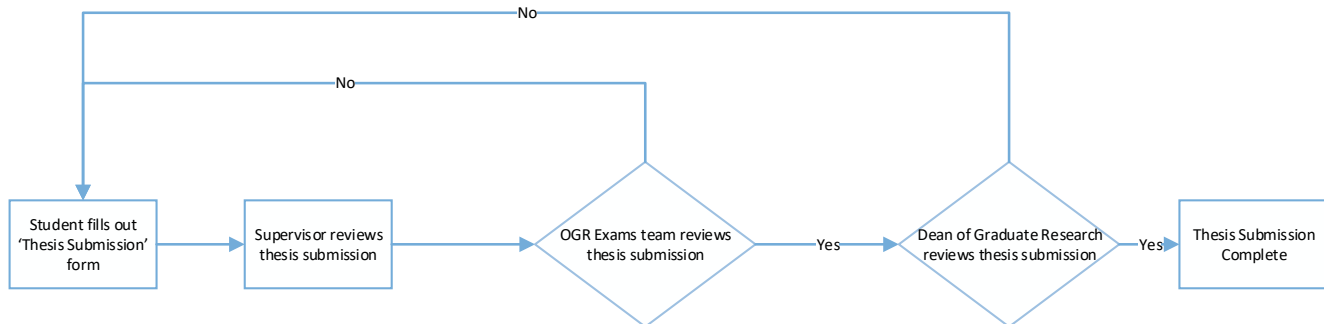 No
No
Student fills out
‘Thesis Submission’
form
Supervisor reviews
thesis submission
OGR Exams team reviews
thesis submission
Yes
Dean of Graduate Research
reviews thesis submission
Yes
Thesis Submission
Complete